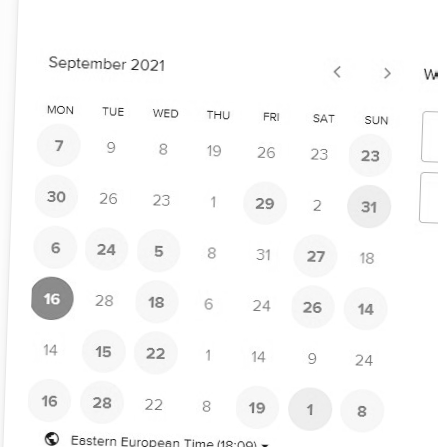 September 2021
MON TUE WED THU FRI SAT SUN
7 9 8 19 26 23 23
30 26 23 1 29 2 31
6 24 5 8 31 27 18
16 28 18 6 24 26 14
14 15 22 1 14 9 24
16 28 22 8 19 1 8
Eastern European Time (18:09)